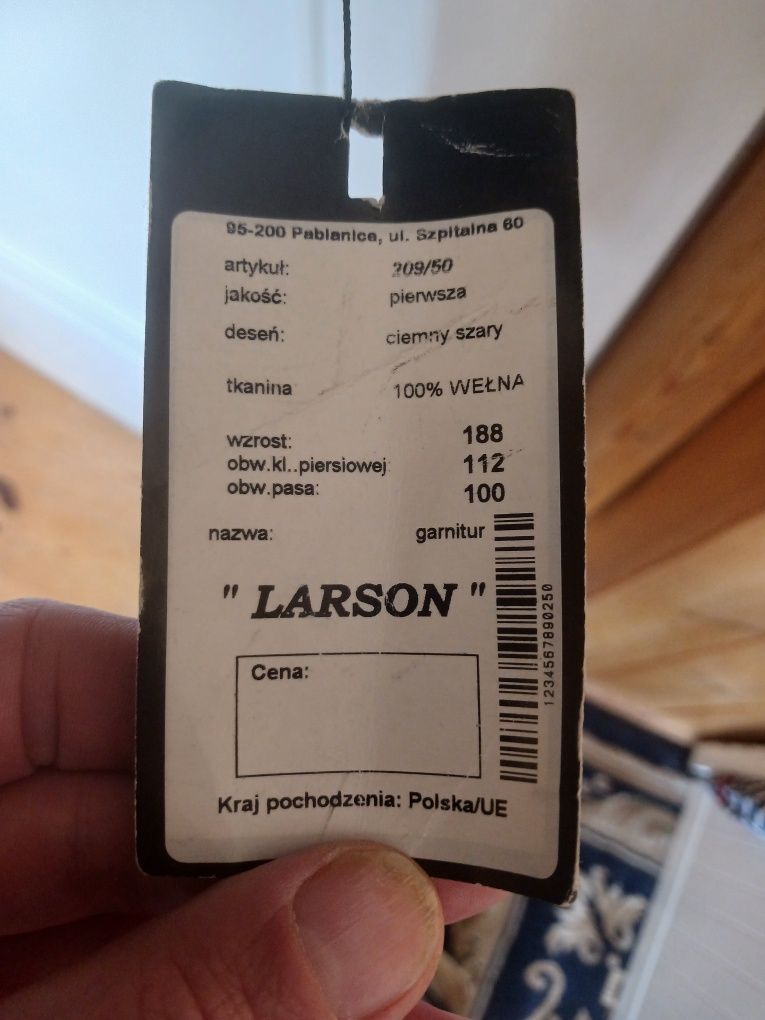 95-200 Pabianice, ul. Szpitalna 60
artykuł: 209/50
jakość: pierwsza
deseń: ciemny szary
tkanina 100% WEŁNA
wzrost: 188
obw.kl..piersiowej 112
obw.pasa: 100
nazwa: garnitur
" LARSON "
Cena:
1234567890250
Kraj pochodzenia: Polska/UE